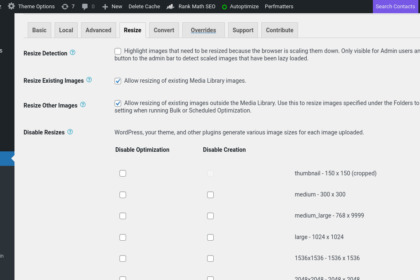 Theme Options 7 0 New Rank Math SEO Autoptimize Perfmatters Search Contacts
Basic Local Advanced Resize Convert Overrides Support Contribute
Resize Detection Highlight images that need to be resized because the browser is scaling them down. Only visible for Admin users
button to the admin bar to detect scaled images that have been lazy loaded.
Resize Existing Images Allow resizing of existing Media Library images.
Resize Other Images Allow resizing of existing images outside the Media Library. Use this to resize images specified under the Folders to
setting when running Bulk or Scheduled Optimization.
Disable Resizes WordPress, your theme, and other plugins generate various image sizes for each image uploaded.
Disable Optimization Disable Creation
thumbnail - 150 x 150 (cropped)
medium - 300 x 300
medium_large - 768 x 9999
large - 1024 x 1024
1536x1536 - 1536 x 1536
2048x2048 - 2048 x 2048